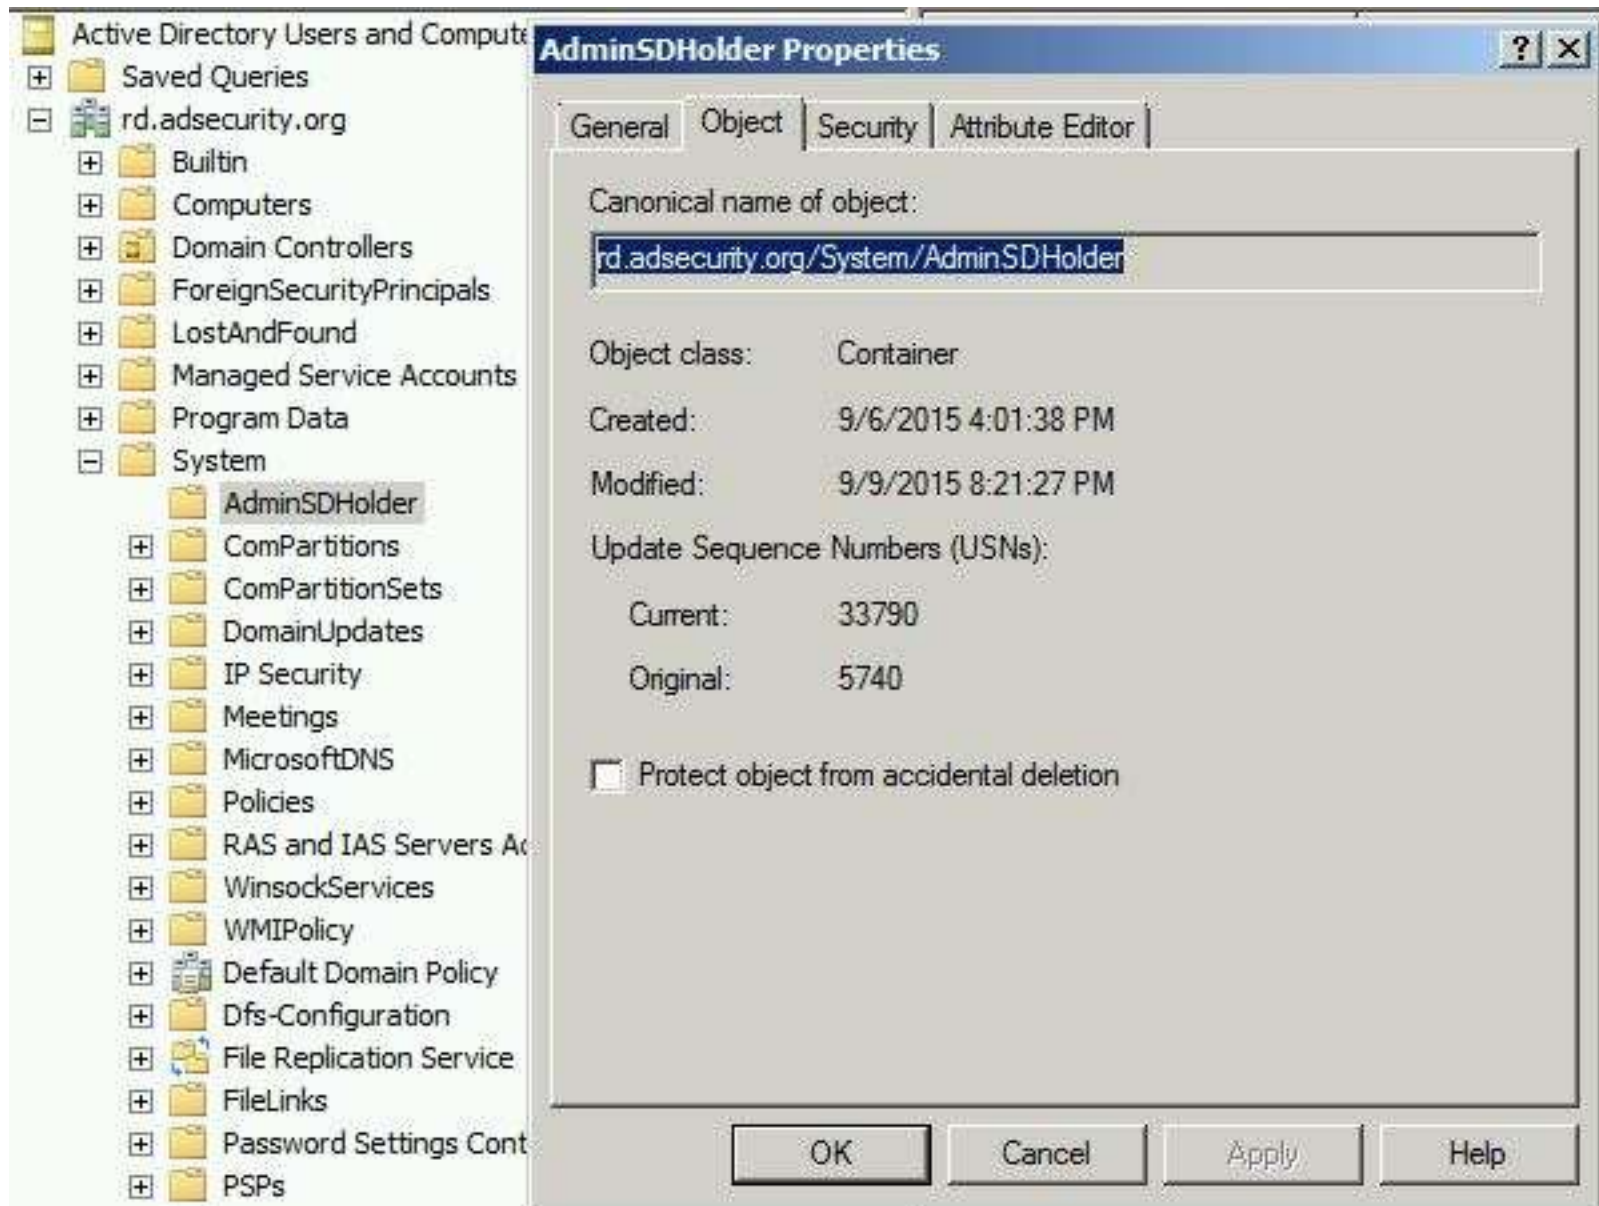 Active Directory Users and Compute
Saved Queries
rd.adsecurity.org
Builtin
Computers
Domain Controllers
ForeignSecurityPrincipals
LostAndFound
Managed Service Accounts
Program Data
System
AdminSDHolder
ComPartitions
ComPartitionSets
DomainUpdates
IP Security
Meetings
MicrosoftDNS
Policies
RAS and IAS Servers Ac
WinsockServices
WMIPolicy
Default Domain Policy
Dfs-Configuration
File Replication Service
FileLinks
Password Settings Cont
PSPs
AdminSDHolder Properties
General Object Security Attribute Editor
Canonical name of object:
rd.adsecurity.org/System/AdminSDHolder
Object class: Container
Created: 9/6/2015 4:01:38 PM
Modified: 9/9/2015 8:21:27 PM
Update Sequence Numbers (USNs):
Current: 33790
Original: 5740
Protect object from accidental deletion
OK Cancel Apply Help